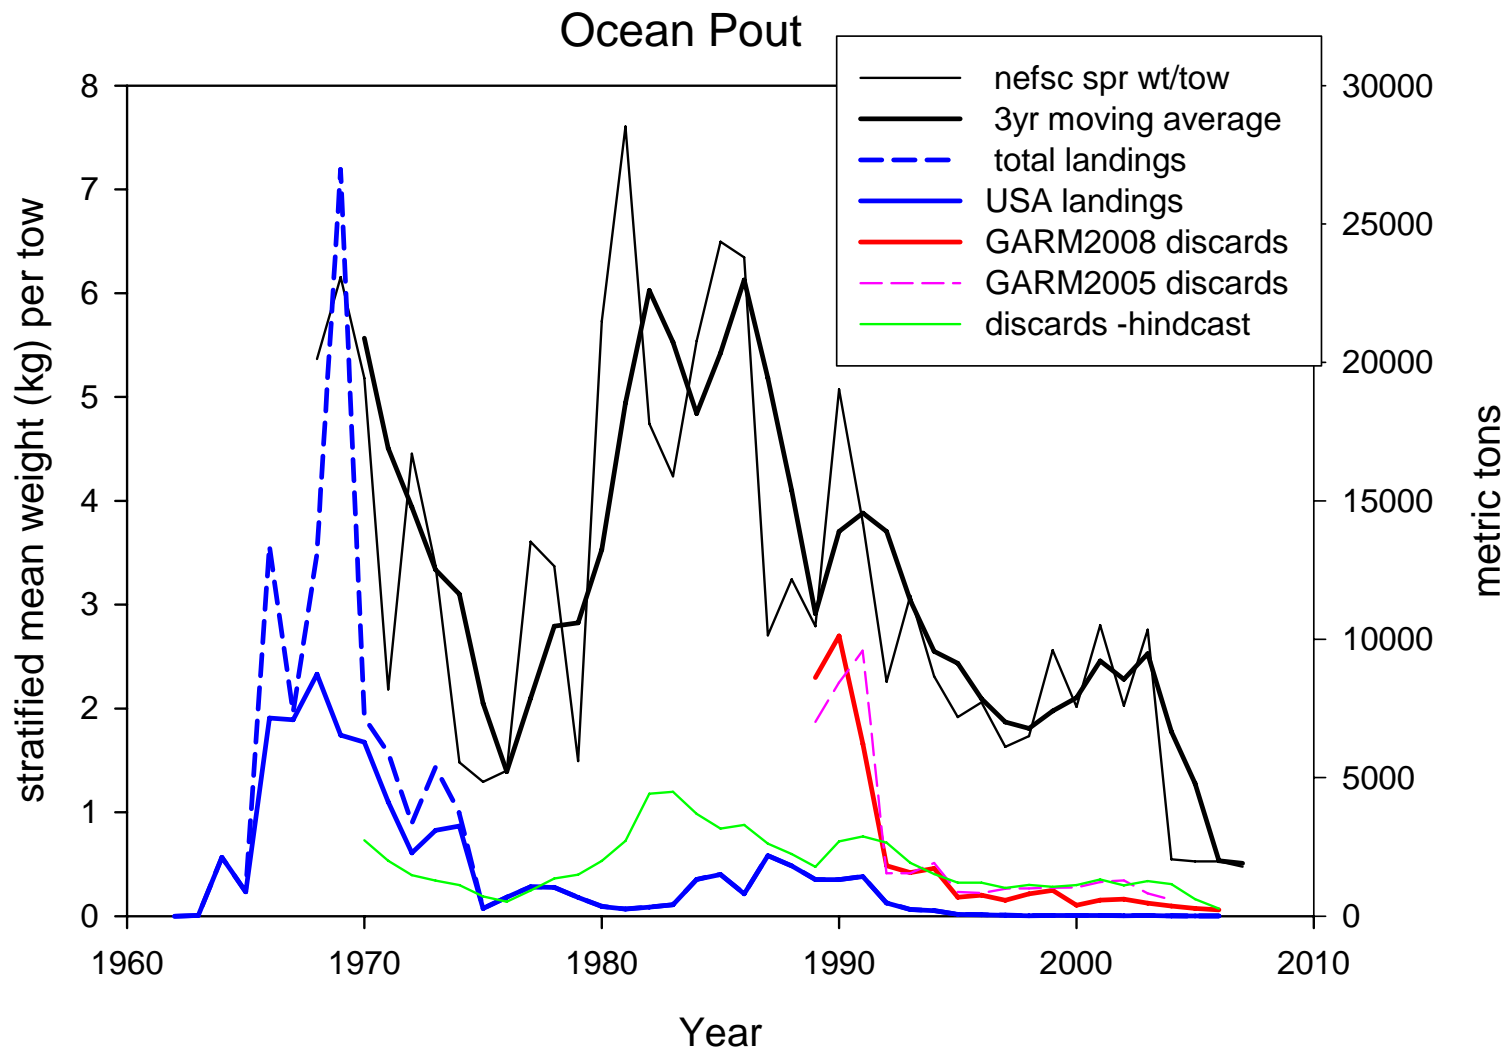 Ocean Pout
nefsc spr wt/tow
3yr moving average
total landings
USA landings
GARM2008 discards
GARM2005 discards
discards -hindcast
stratified mean weight (kg) per tow
8
7
6
5
4
3
2
1
0
30000
25000
20000
15000
10000
5000
0
metric tons
1960 1970 1980 1990 2000 2010
Year